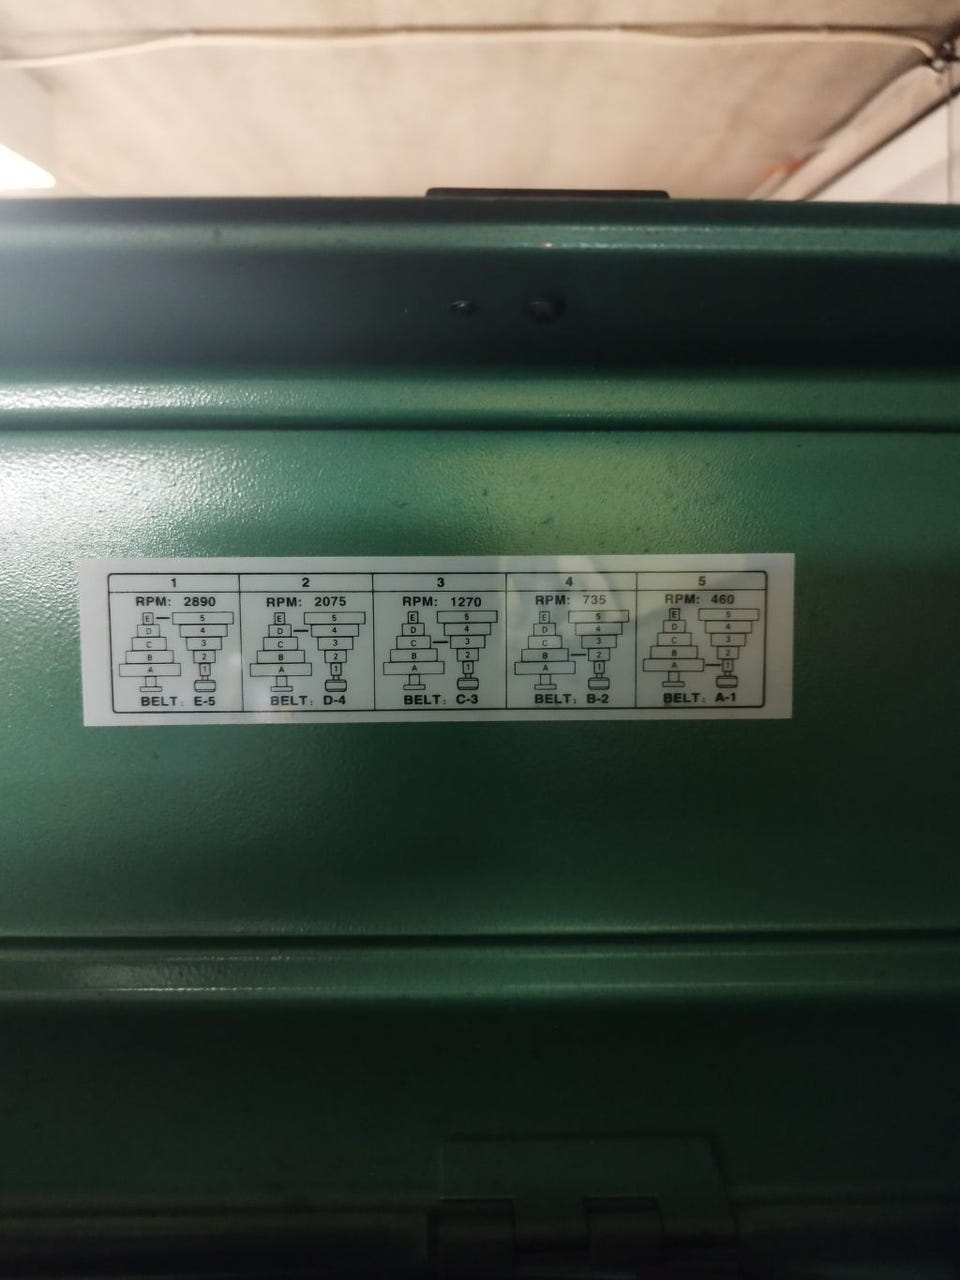 1 2 3 4 5
RPM: 2890 RPM: 2075 RPM: 1270 RPM: 735 RPM: 460
E 5 E 5 E 5 E 5 E 5
D 4 D 4 D 4 D 4 D 4
C 3 C 3 C 3 C 3 C 3
B 2 B 2 B 2 B 2 B 2
A 1 A 1 A 1 A 1 A 1
BELT: E-5 BELT: D-4 BELT: C-3 BELT: B-2 BELT: A-1